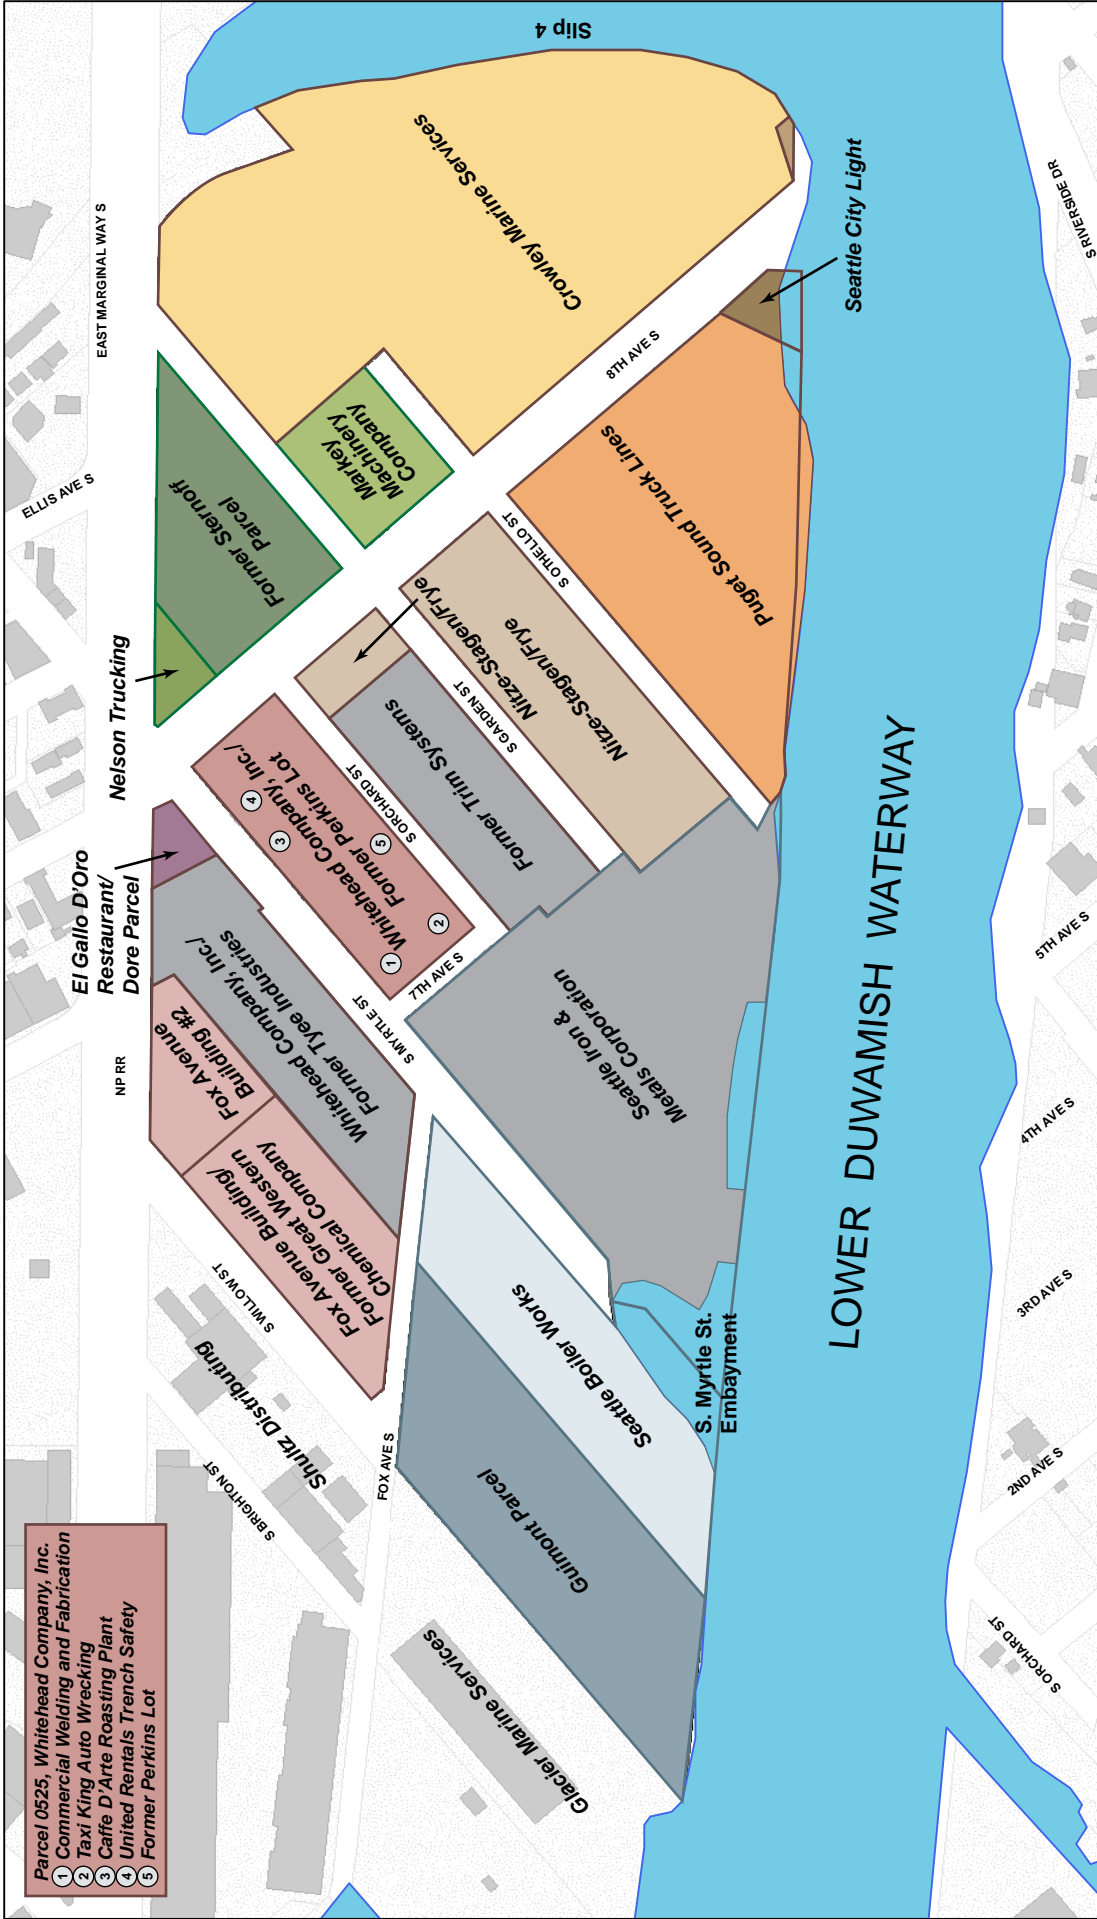 Parcel 0525, Whitehead Company, Inc.
1 Commercial Welding and Fabrication
2 Taxi King Auto Wrecking
3 Caffe D'Arte Roasting Plant
4 United Rentals Trench Safety
5 Former Perkins Lot
NP RR
EAST MARGINAL WAY S
ELLIS AVE S
El Gallo D'Oro
Restaurant/
Dore Parcel
Nelson Trucking
Former Sternoff
Parcel
Markey
Machinery
Company
Crowley Marine Services
Slip 4
S BRIGHTON ST
Shultz Distributing
S WILLOW ST
Fox Avenue
Building #2
Fox Avenue Building/
Former Great Western
Chemical Company
Whitehead Company, Inc./
Former Tyee Industries
S MYRTLE ST
Whitehead Company, Inc./
Former Perkins Lot
1
2
3
4
5
S ORCHARD ST
7TH AVE S
Former Trim Systems
S GARDEN ST
Nitze-Stagen/Frye
Nitze-Stagen/Frye
S OTHELLO ST
8TH AVE S
Puget Sound Truck Lines
Seattle City Light
FOX AVE S
Glacier Marine Services
Guimont Parcel
Seattle Boiler Works
Seattle Iron &
Metals Corporation
S. Myrtle St.
Embayment
LOWER DUWAMISH WATERWAY
S ORCHARD ST
2ND AVE S
3RD AVE S
4TH AVE S
5TH AVE S
S RIVERSIDE DR